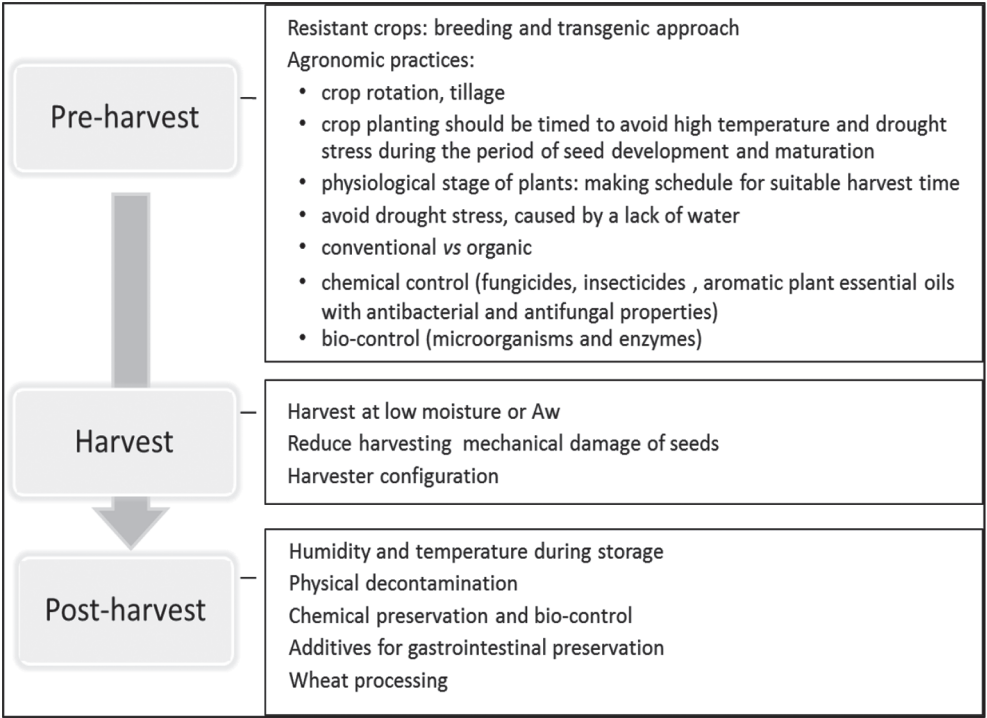 Pre-harvest
Resistant crops: breeding and transgenic approach
Agronomic practices:
• crop rotation, tillage
• crop planting should be timed to avoid high temperature and drought
stress during the period of seed development and maturation
• physiological stage of plants: making schedule for suitable harvest time
• avoid drought stress, caused by a lack of water
• conventional vs organic
• chemical control (fungicides, insecticides , aromatic plant essential oils
with antibacterial and antifungal properties)
• bio-control (microorganisms and enzymes)
Harvest
Harvest at low moisture or Aw
Reduce harvesting mechanical damage of seeds
Harvester configuration
Post-harvest
Humidity and temperature during storage
Physical decontamination
Chemical preservation and bio-control
Additives for gastrointestinal preservation
Wheat processing